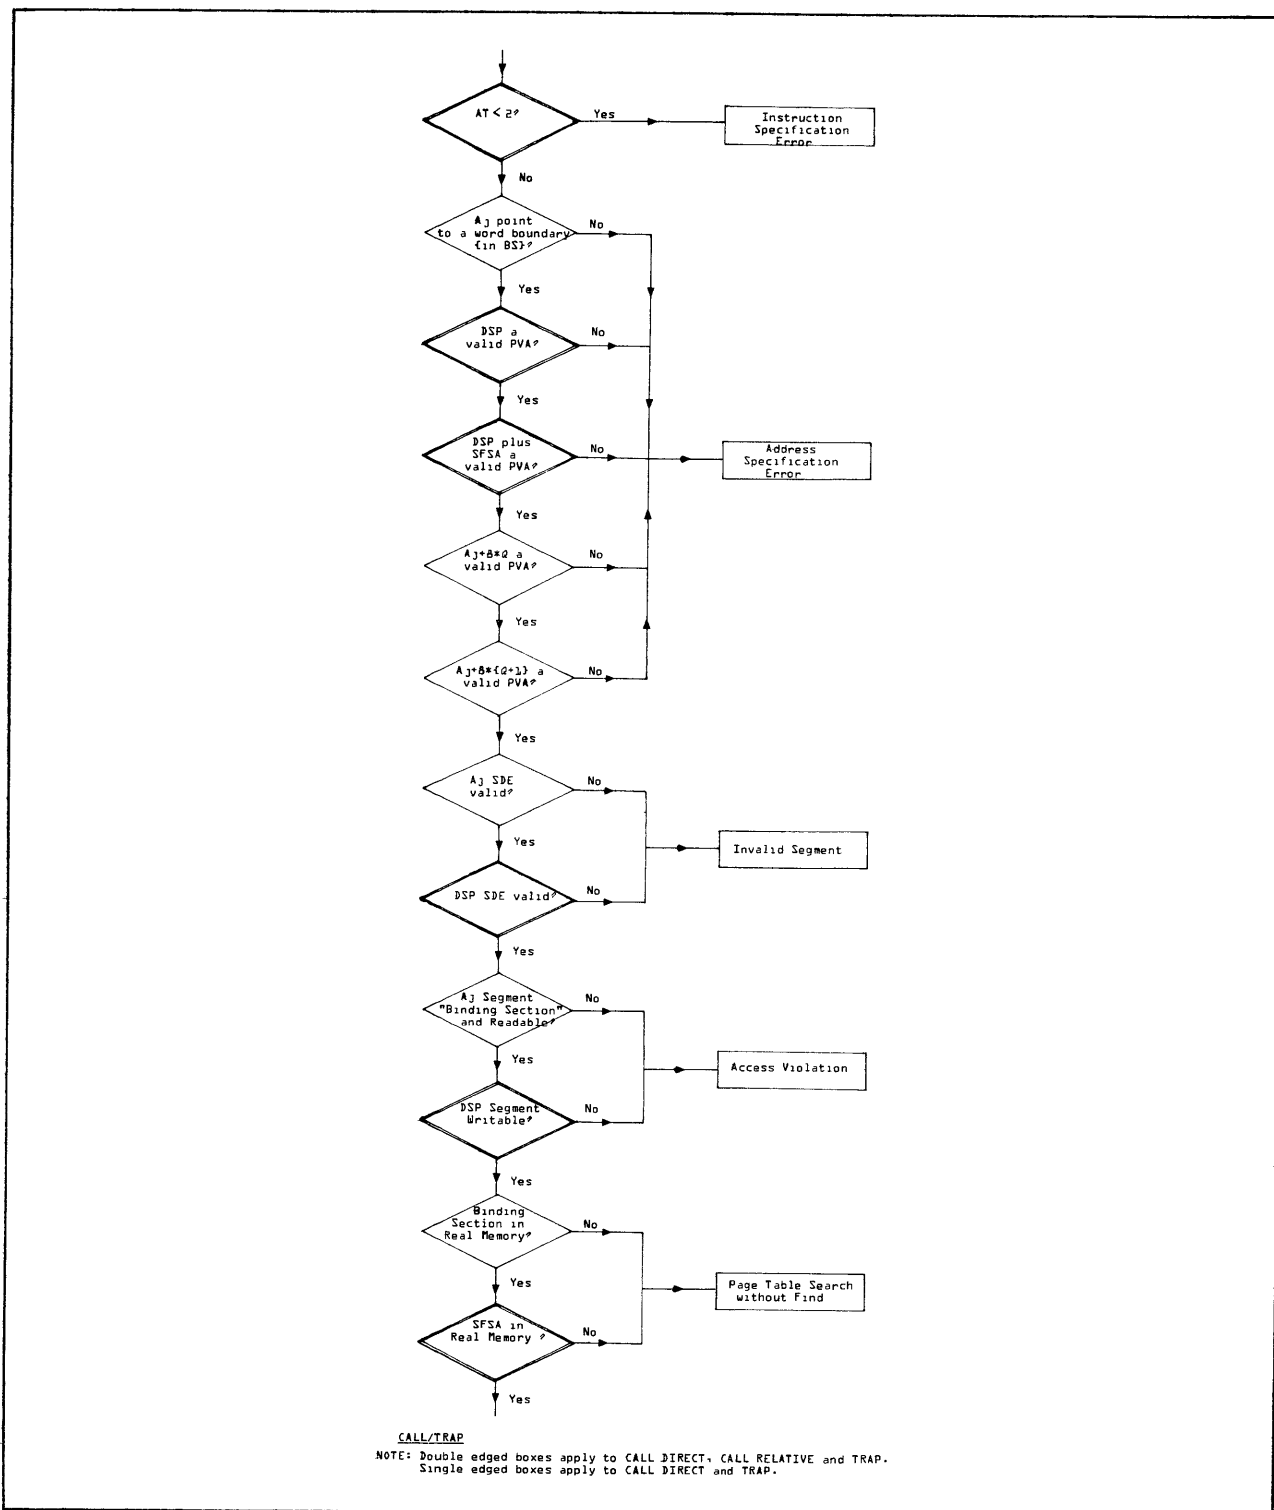 AT < 2?
Yes
Instruction
Specification
Error
No
Aj point
to a word boundary
{in BS}?
No
Yes
DSP a
valid PVA?
No
Yes
DSP plus
SFSA a
valid PVA?
No
Address
Specification
Error
Yes
Aj+8*Q a
valid PVA?
No
Yes
Aj+8*{Q+1} a
valid PVA?
No
Yes
Aj SDE
valid?
No
Yes
Invalid Segment
DSP SDE valid?
No
Yes
Aj Segment
"Binding Section"
and Readable?
No
Yes
Access Violation
DSP Segment
Writable?
No
Yes
Binding
Section in
Real Memory?
No
Yes
Page Table Search
without Find
SFSA in
Real Memory ?
No
Yes
CALL/TRAP
NOTE: Double edged boxes apply to CALL DIRECT, CALL RELATIVE and TRAP.
Single edged boxes apply to CALL DIRECT and TRAP.